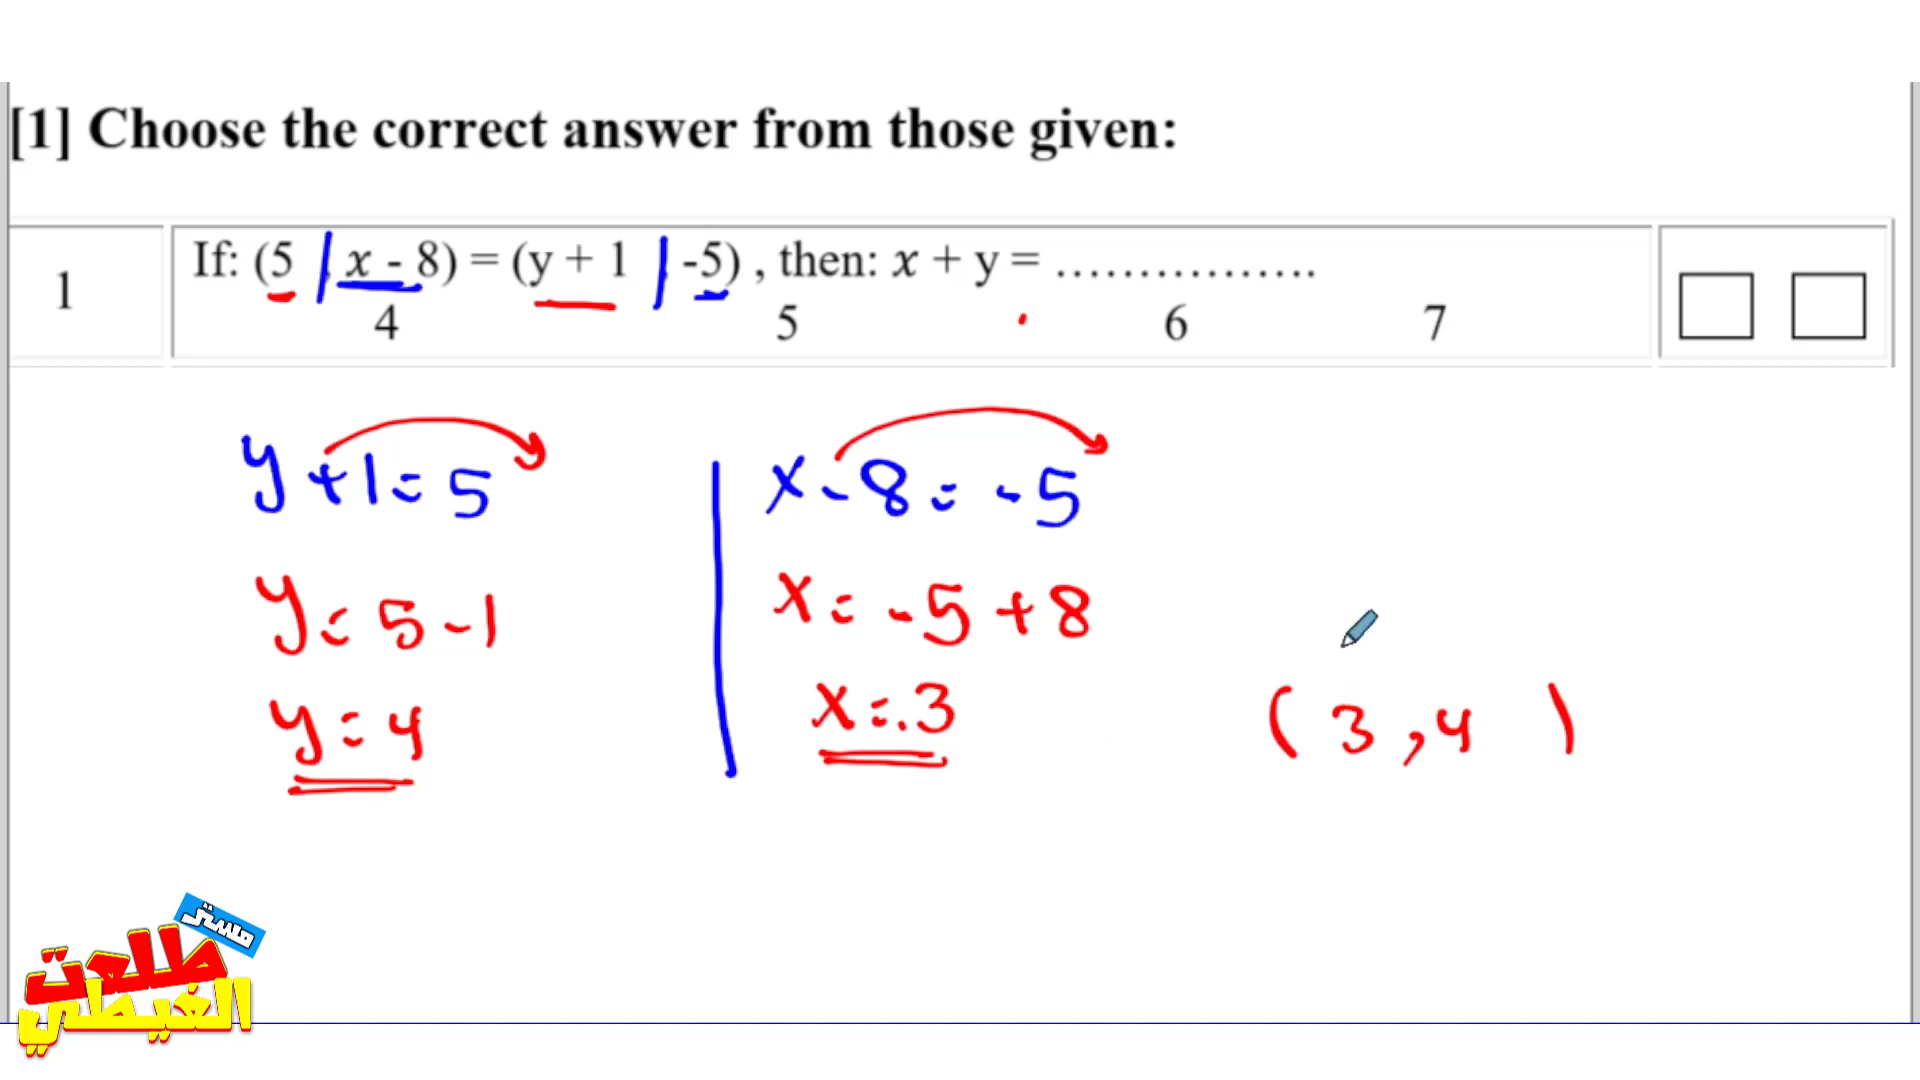 [1] Choose the correct answer from those given:
1
If: (5 , x - 8) = (y + 1 , -5) , then: x + y = ................
4 5 6 7
y + 1 = 5
x - 8 = - 5
y = 5 - 1
x = - 5 + 8
y = 4
x = . 3
( 3 , 4 )
مستر
طلعت
الغيطي